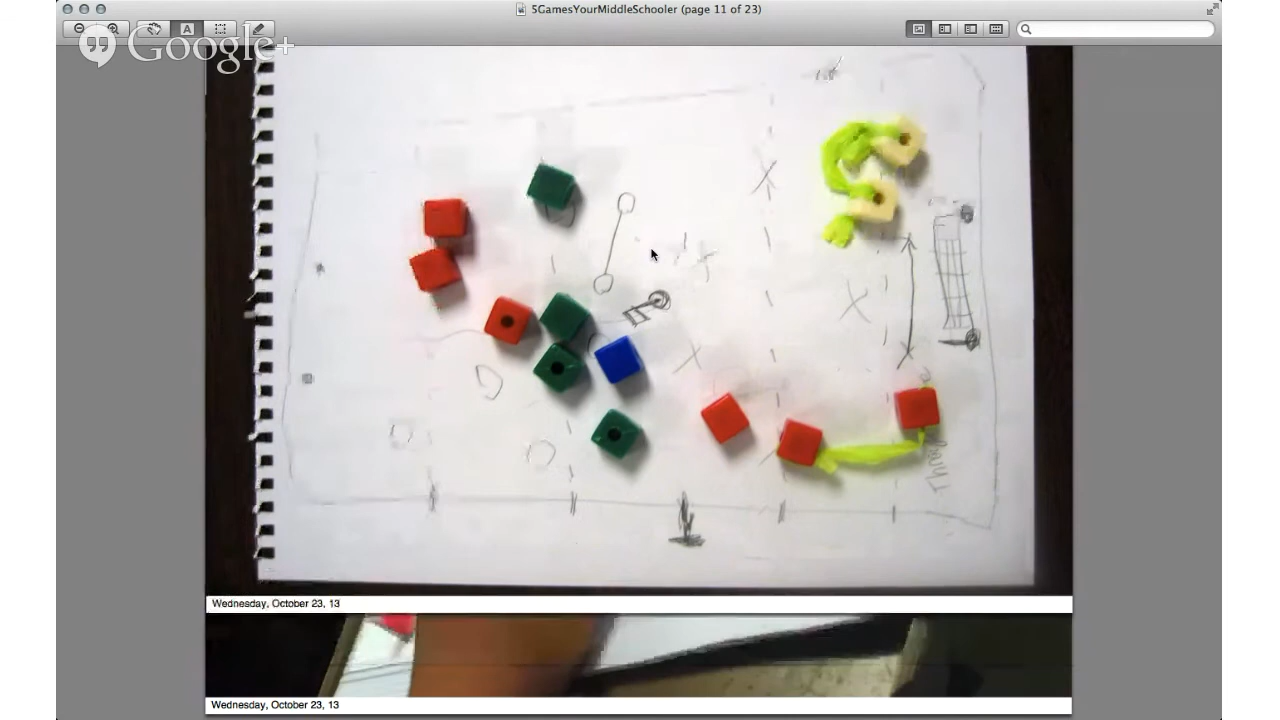 5GamesYourMiddleSchooler (page 11 of 23)
A
Google+
Wednesday, October 23, 13
Wednesday, October 23, 13